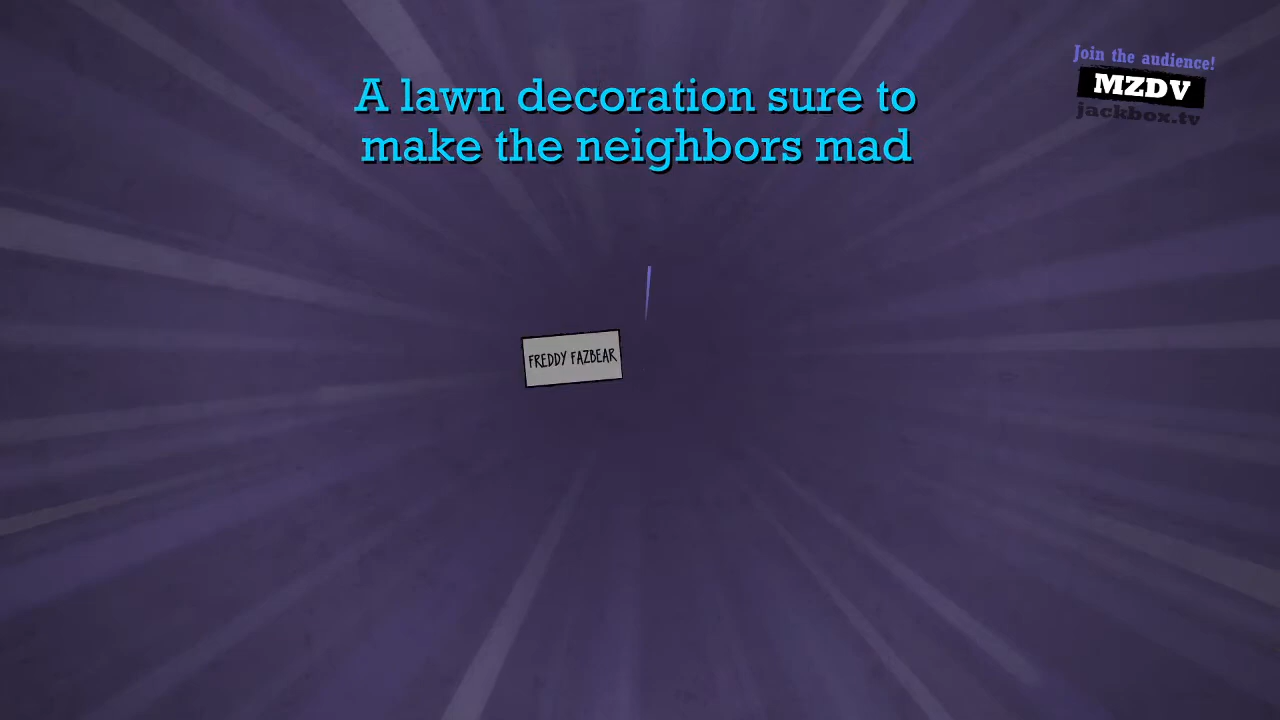 Join the audience!
MZDV
jackbox.tv
A lawn decoration sure to
make the neighbors mad
FREDDY FAZBEAR